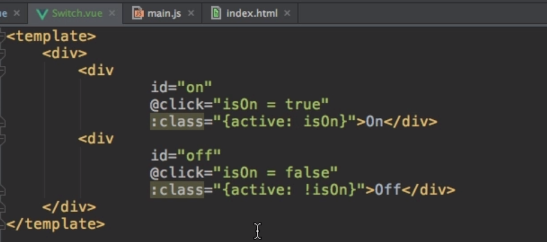 Switch.vue × main.js × index.html ×
<template>
    <div>
        <div
                id="on"
                @click="isOn = true"
                :class="{active: isOn}">On</div>
        <div
                id="off"
                @click="isOn = false"
                :class="{active: !isOn}">Off</div>
    </div>
</template>